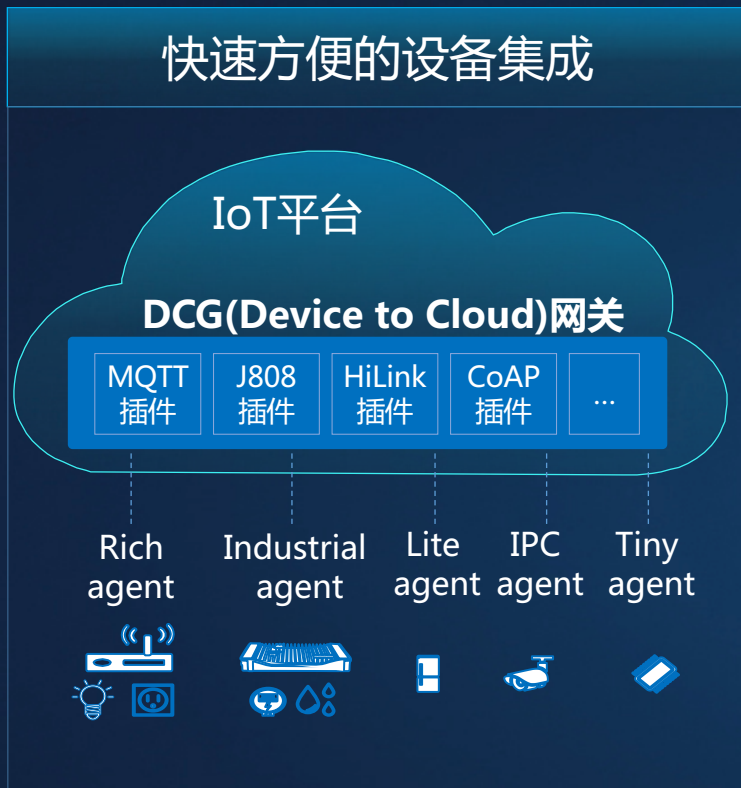 快速方便的设备集成
IoT平台
DCG(Device to Cloud)网关
MQTT
插件
J808
插件
HiLink
插件
CoAP
插件
...
Rich
agent
Industrial
agent
Lite
agent
IPC
agent
Tiny
agent